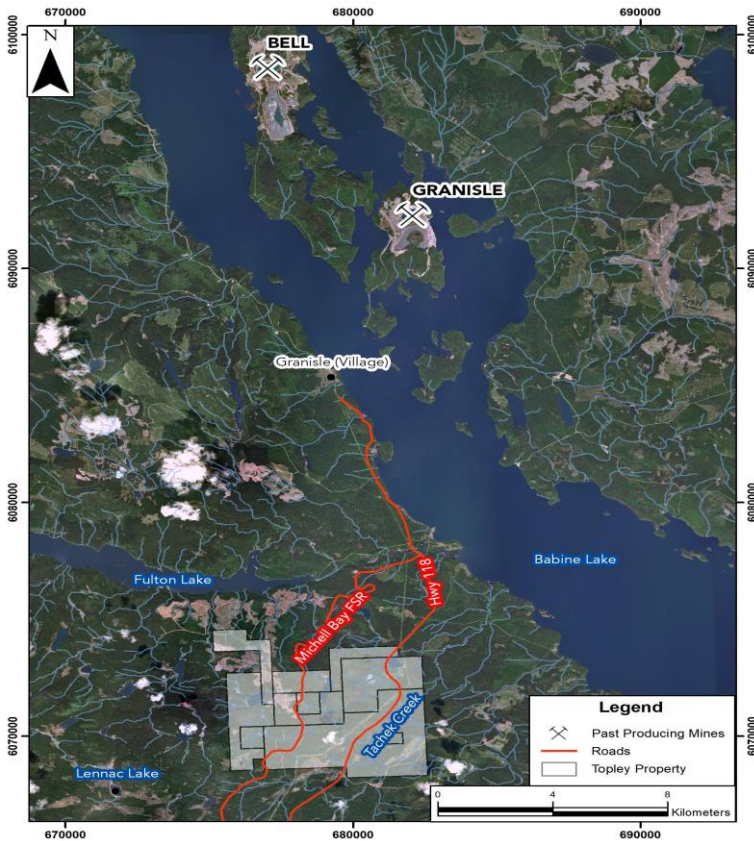 670000
680000
690000
6100000
6100000
N
BELL
GRANISLE
6090000
6090000
Granisle (Village)
6080000
6080000
Babine Lake
Fulton Lake
Hwy 118
Michell Bay FSR
Tachek Creek
6070000
6070000
Lennac Lake
Legend
Past Producing Mines
Roads
Topley Property
0 4 8
Kilometers
670000
680000
690000